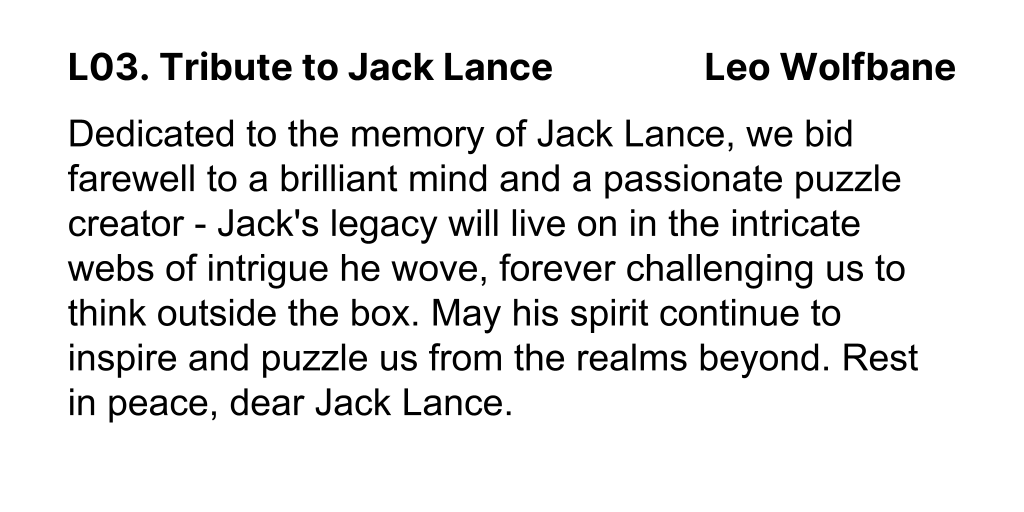 L03. Tribute to Jack Lance Leo Wolfbane
Dedicated to the memory of Jack Lance, we bid
farewell to a brilliant mind and a passionate puzzle
creator - Jack's legacy will live on in the intricate
webs of intrigue he wove, forever challenging us to
think outside the box. May his spirit continue to
inspire and puzzle us from the realms beyond. Rest
in peace, dear Jack Lance.